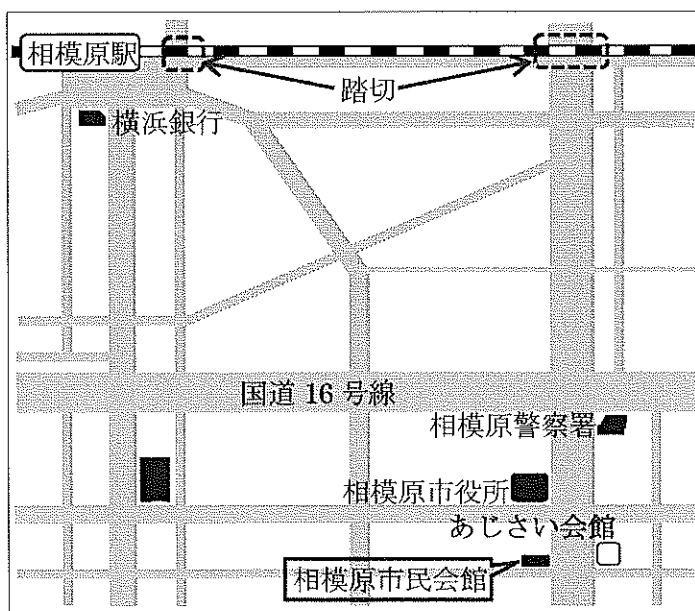 相模原駅
踏切
横浜銀行
国道 16 号線
相模原警察署
相模原市役所
あじさい会館
相模原市民会館